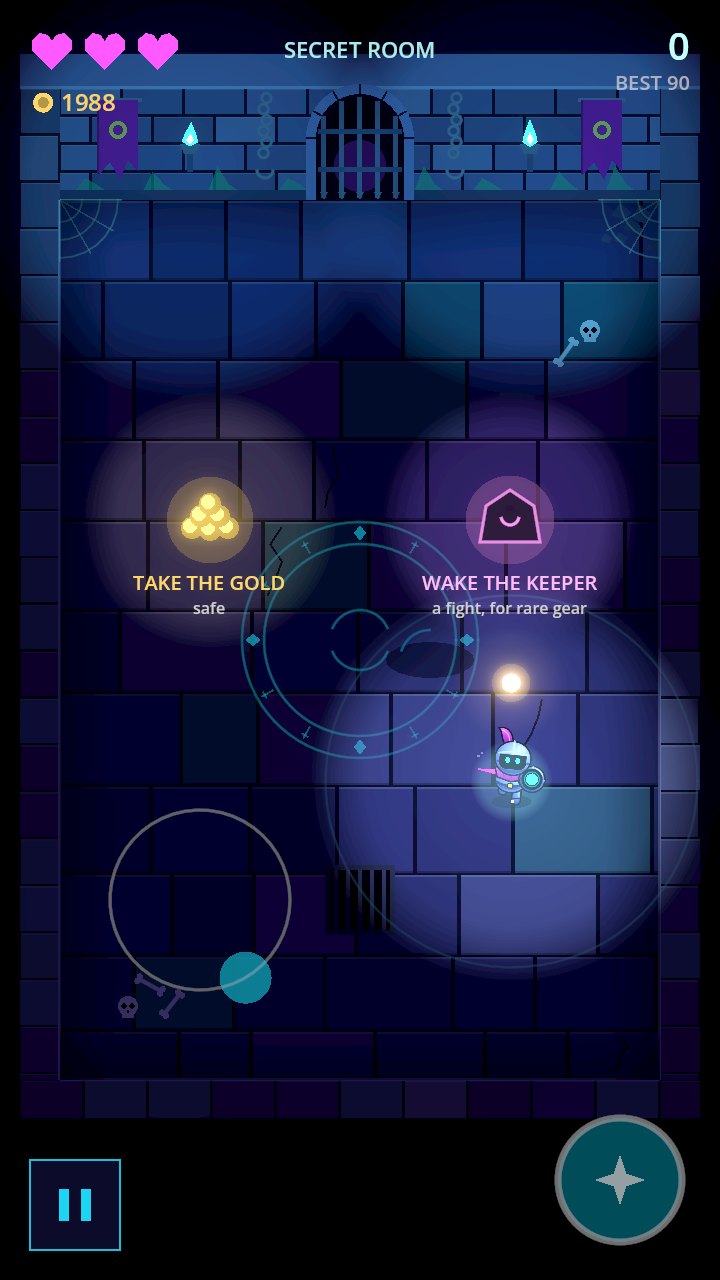 SECRET ROOM
0
BEST 90
1988
TAKE THE GOLD
safe
WAKE THE KEEPER
a fight, for rare gear